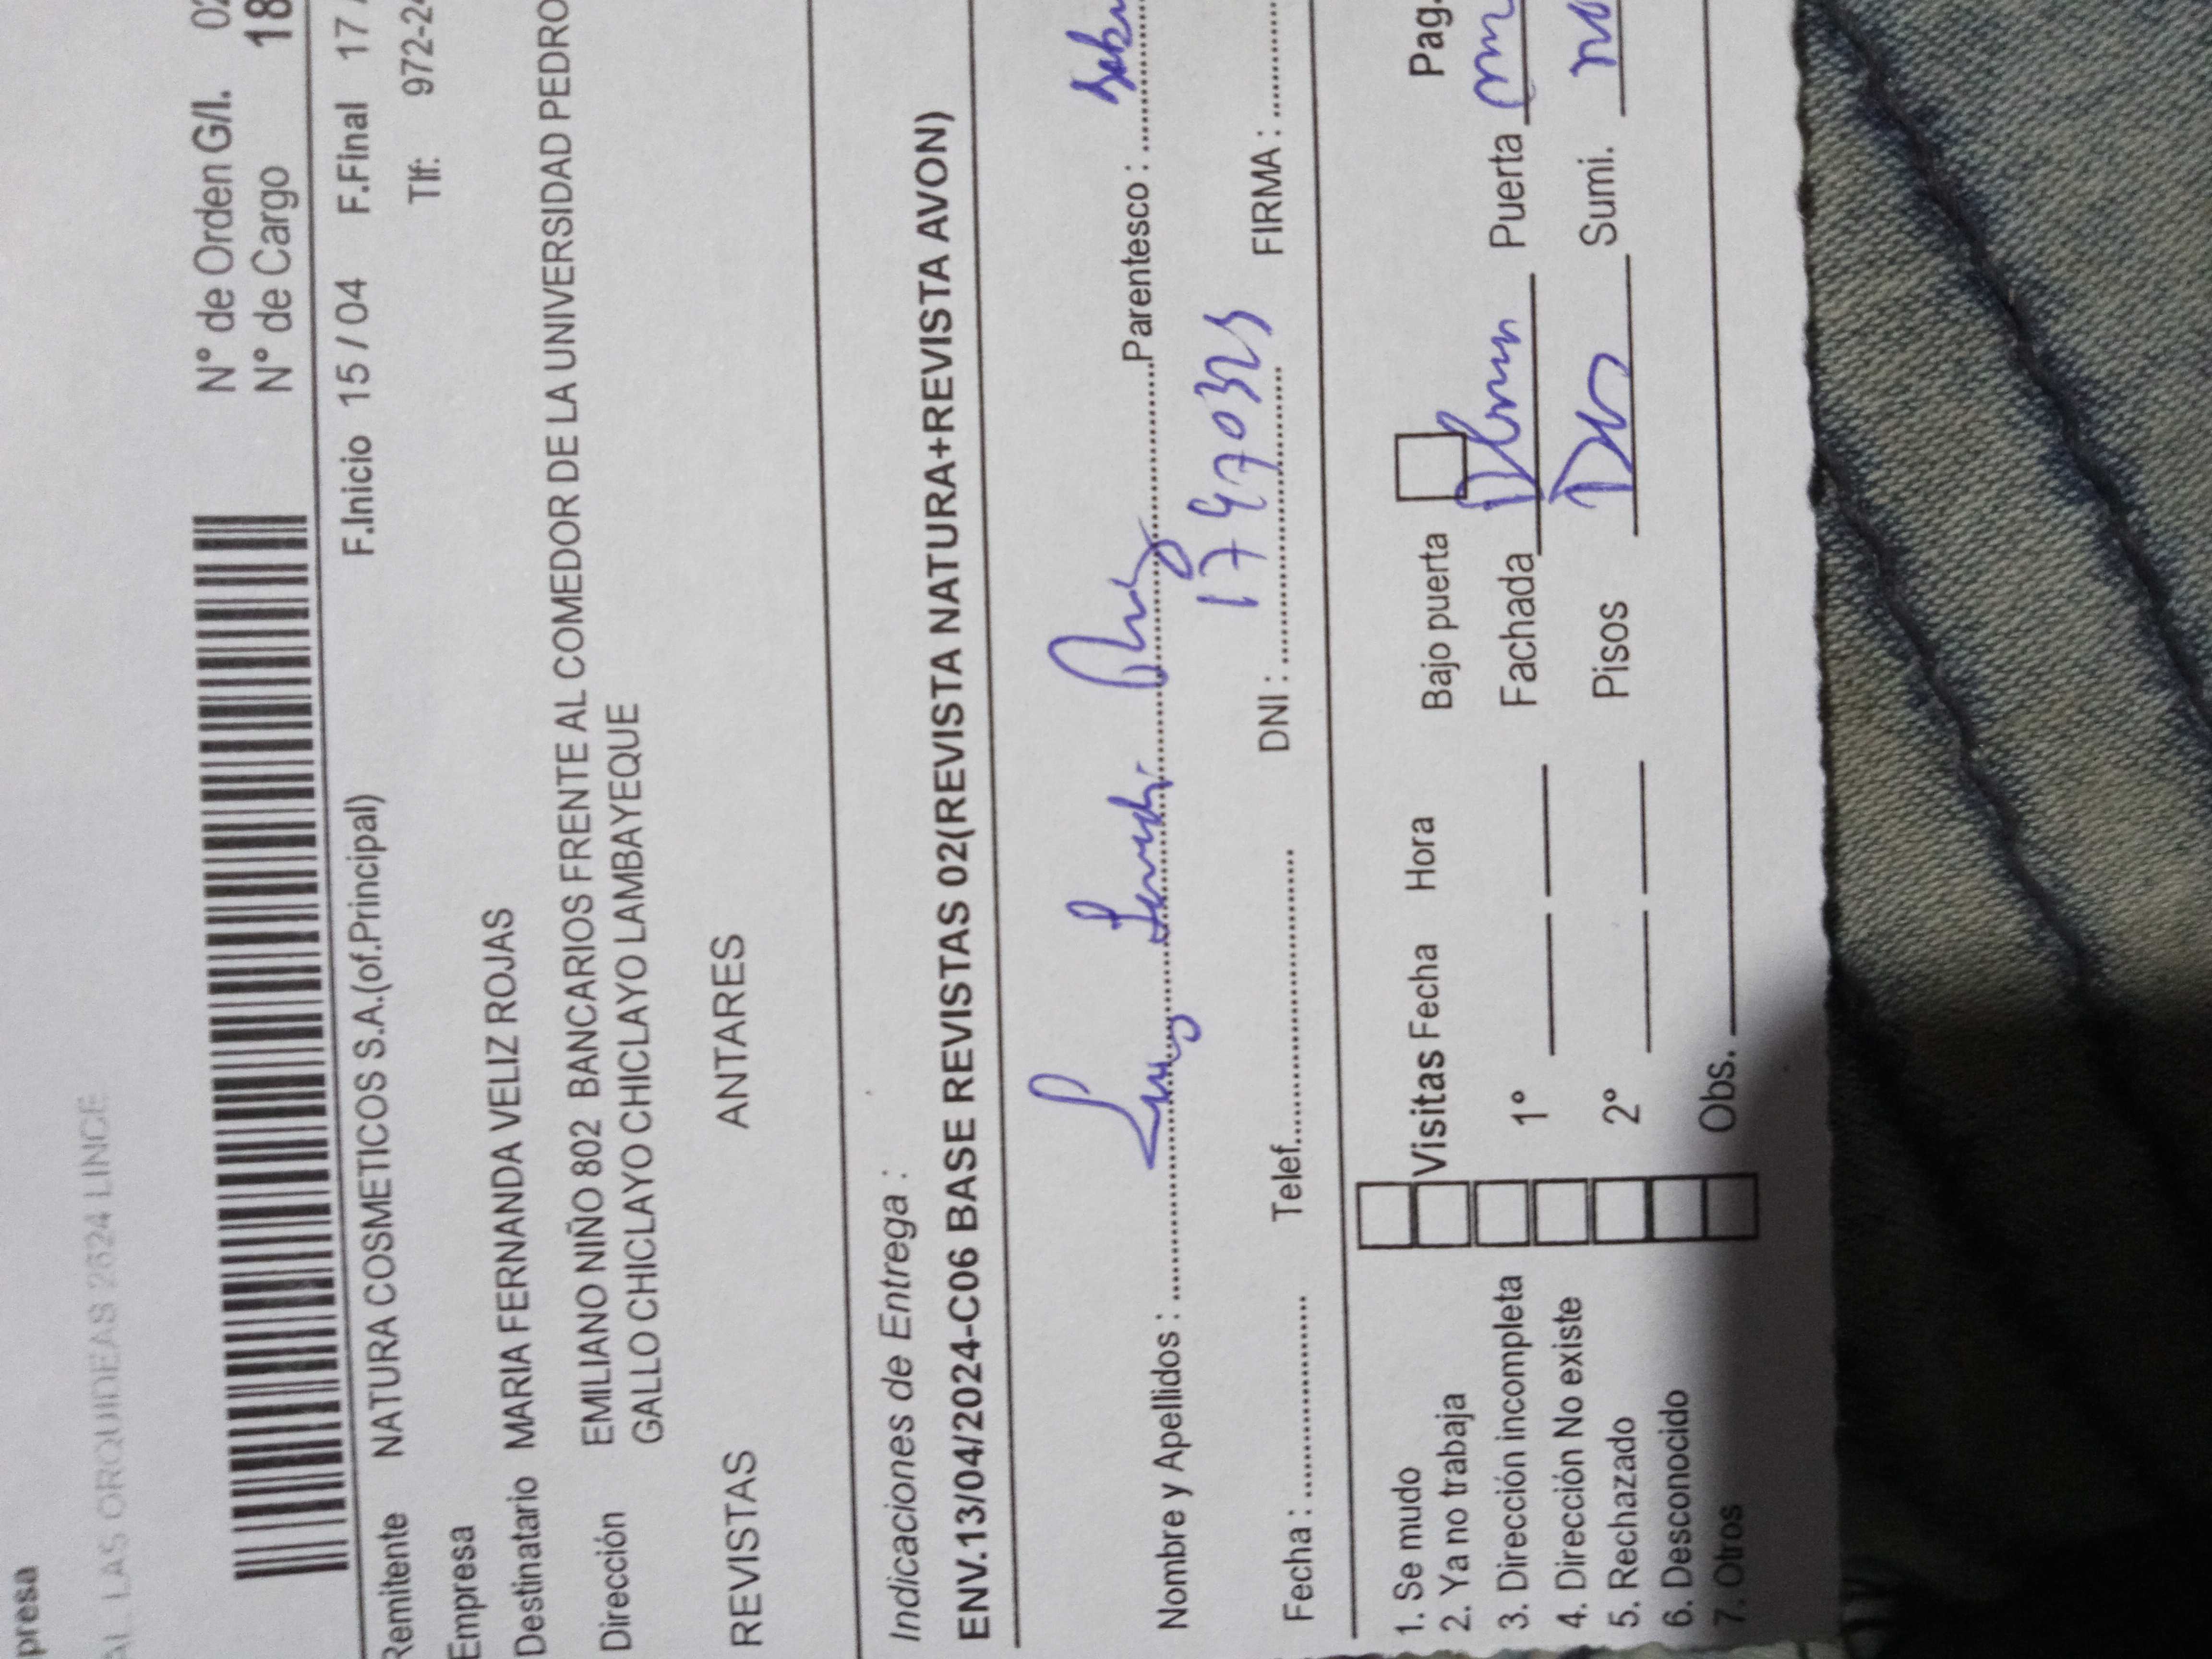 presa
AL LAS ORQUIDEAS 2624 LINCE
N° de Orden G/I. 02
N° de Cargo 18
F.Inicio 15 / 04 F.Final 17 /
Remitente NATURA COSMETICOS S.A.(of.Principal)
Tlf: 972-24
Empresa
Destinatario MARIA FERNANDA VELIZ ROJAS
Dirección EMILIANO NIÑO 802 BANCARIOS FRENTE AL COMEDOR DE LA UNIVERSIDAD PEDRO
GALLO CHICLAYO CHICLAYO LAMBAYEQUE
REVISTAS ANTARES
Indicaciones de Entrega :
ENV.13/04/2024-C06 BASE REVISTAS 02(REVISTA NATURA+REVISTA AVON)
Nombre y Apellidos : Parentesco :
Fecha : Telef. DNI : FIRMA :
1. Se mudo Visitas Fecha Hora Bajo puerta Pag.
2. Ya no trabaja
3. Dirección incompleta 1° Fachada Puerta
4. Dirección No existe
5. Rechazado 2° Pisos Sumi.
6. Desconocido
7. Otros Obs.